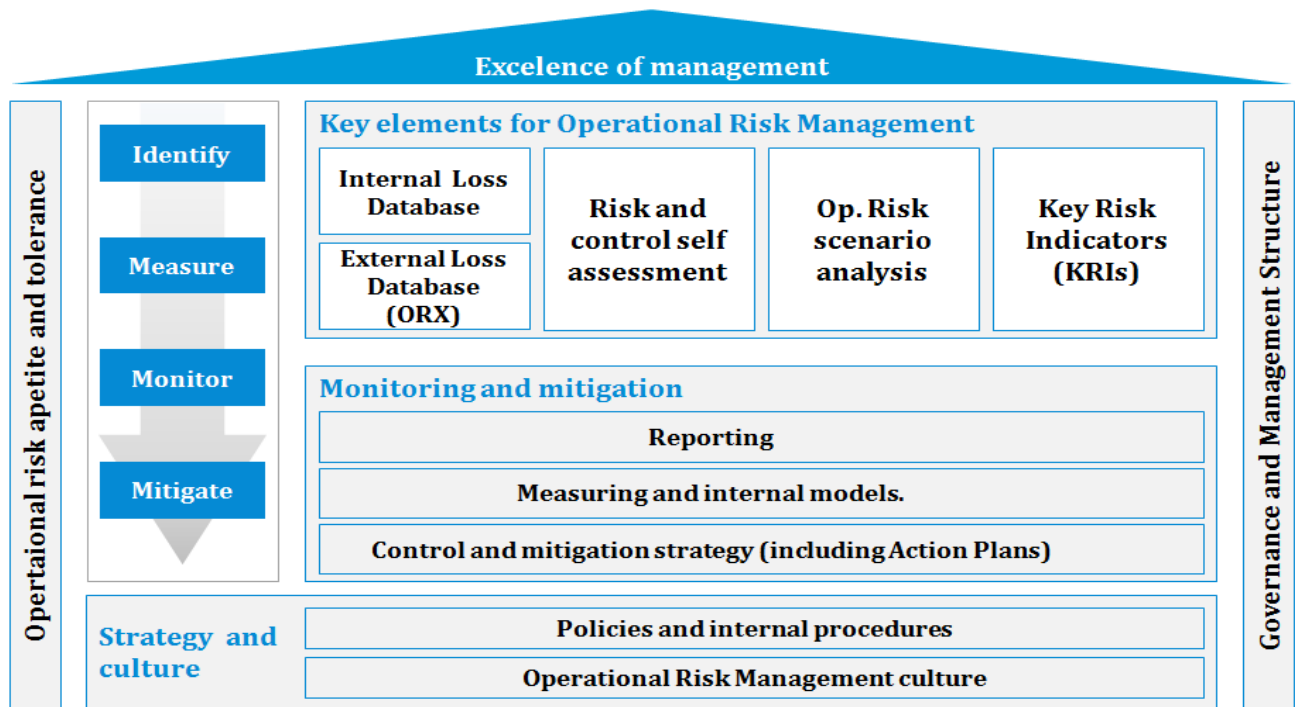 Excelence of management
Opertaional risk apetite and tolerance
Identify
Measure
Monitor
Mitigate
Key elements for Operational Risk Management
Internal Loss
Database
External Loss
Database
(ORX)
Risk and
control self
assessment
Op. Risk
scenario
analysis
Key Risk
Indicators
(KRIs)
Monitoring and mitigation
Reporting
Measuring and internal models.
Control and mitigation strategy (including Action Plans)
Strategy and
culture
Policies and internal procedures
Operational Risk Management culture
Governance and Management Structure